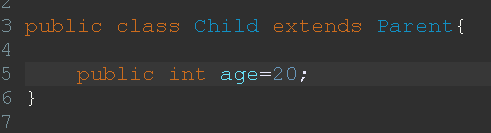 2
3 public class Child extends Parent{
4
5     public int age=20;
6 }
7